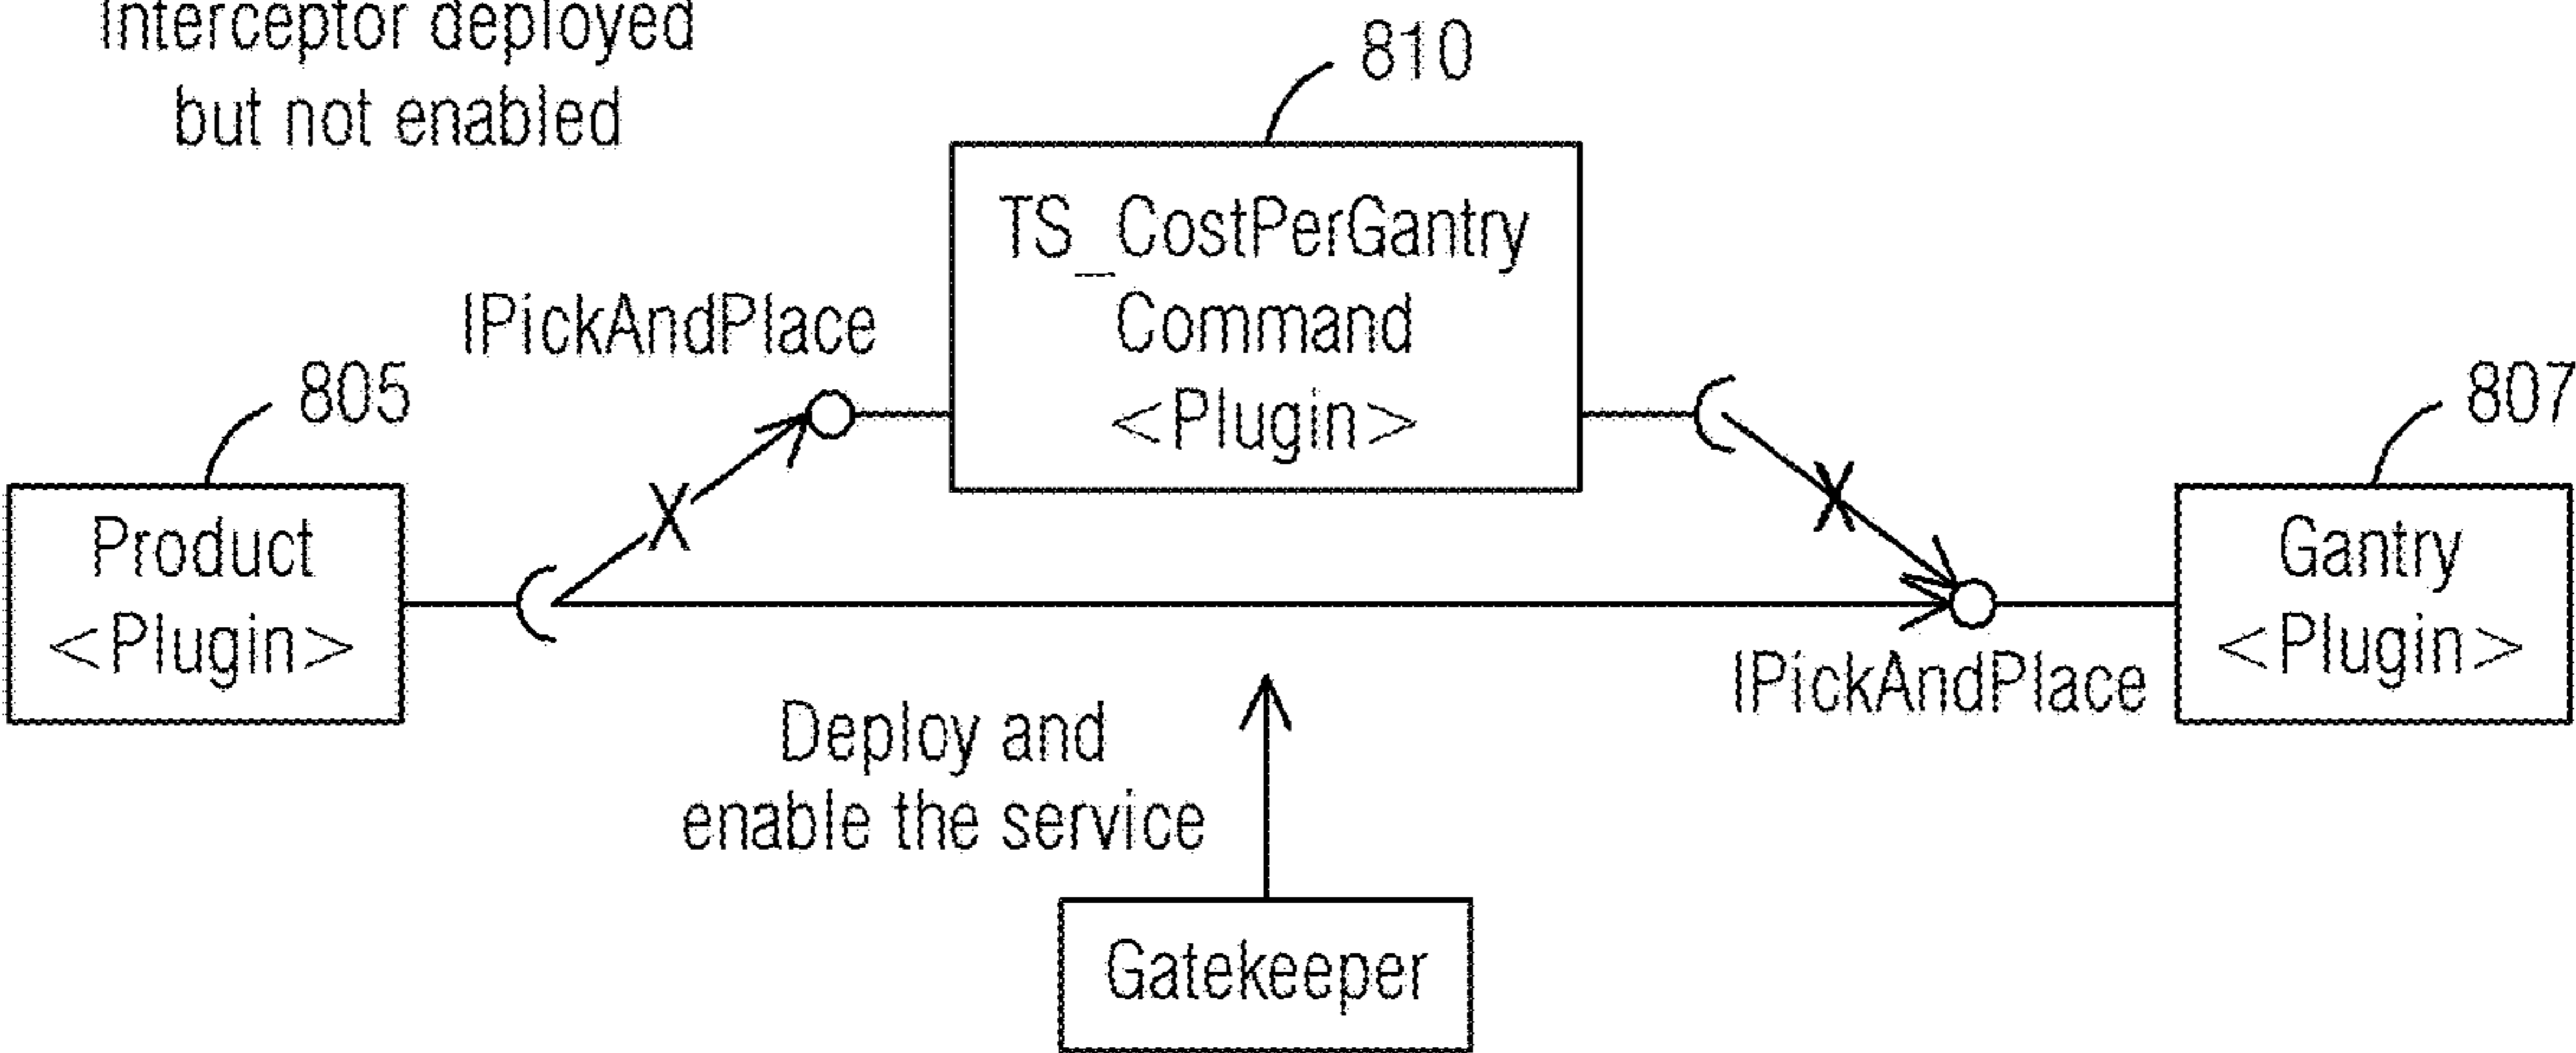 Interceptor deployed
but not enabled
810
TS_CostPerGantry
Command
<Plugin>
IPickAndPlace
805
807
Product
<Plugin>
X
X
Gantry
<Plugin>
IPickAndPlace
Deploy and
enable the service
Gatekeeper